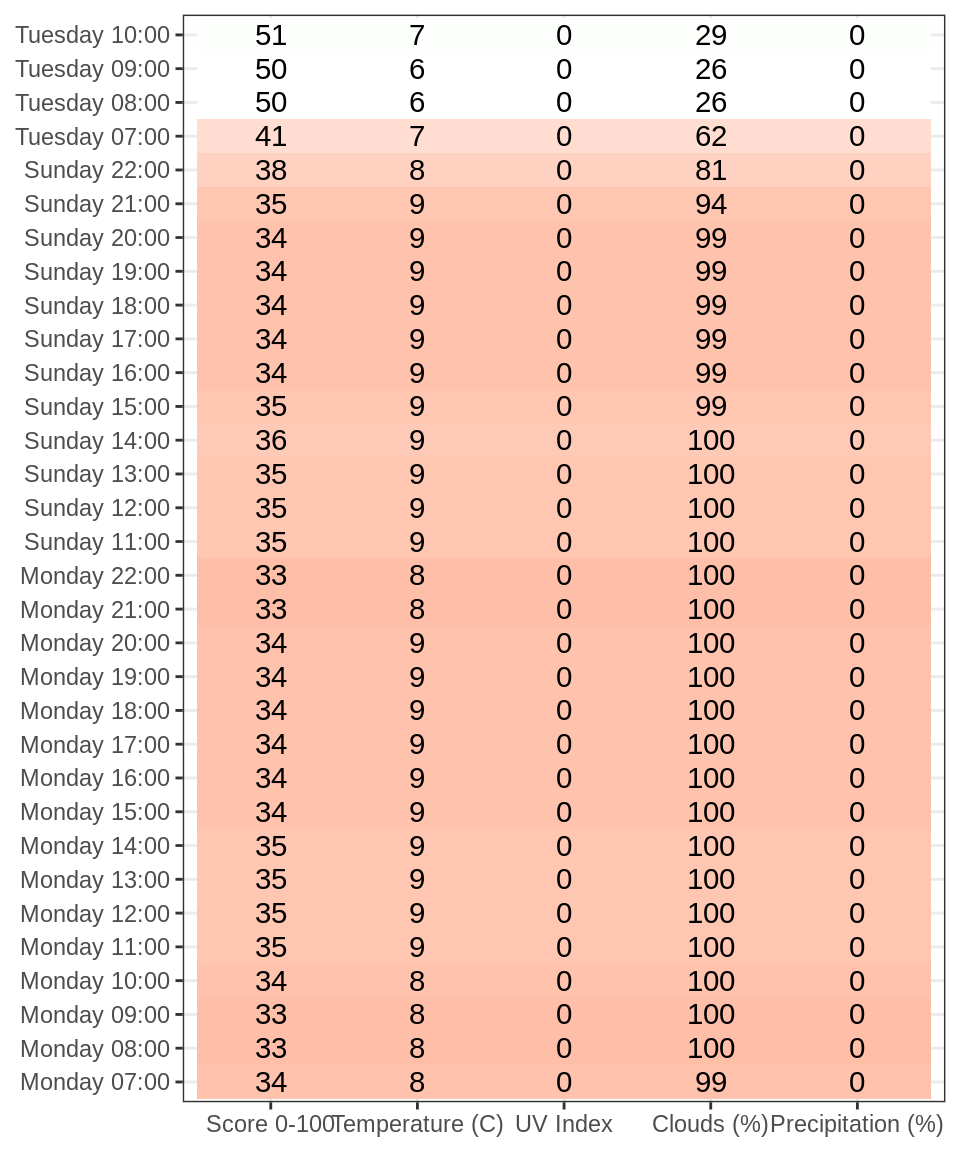 Tuesday 10:00 51 7 0 29 0
Tuesday 09:00 50 6 0 26 0
Tuesday 08:00 50 6 0 26 0
Tuesday 07:00 41 7 0 62 0
Sunday 22:00 38 8 0 81 0
Sunday 21:00 35 9 0 94 0
Sunday 20:00 34 9 0 99 0
Sunday 19:00 34 9 0 99 0
Sunday 18:00 34 9 0 99 0
Sunday 17:00 34 9 0 99 0
Sunday 16:00 34 9 0 99 0
Sunday 15:00 35 9 0 99 0
Sunday 14:00 36 9 0 100 0
Sunday 13:00 35 9 0 100 0
Sunday 12:00 35 9 0 100 0
Sunday 11:00 35 9 0 100 0
Monday 22:00 33 8 0 100 0
Monday 21:00 33 8 0 100 0
Monday 20:00 34 9 0 100 0
Monday 19:00 34 9 0 100 0
Monday 18:00 34 9 0 100 0
Monday 17:00 34 9 0 100 0
Monday 16:00 34 9 0 100 0
Monday 15:00 34 9 0 100 0
Monday 14:00 35 9 0 100 0
Monday 13:00 35 9 0 100 0
Monday 12:00 35 9 0 100 0
Monday 11:00 35 9 0 100 0
Monday 10:00 34 8 0 100 0
Monday 09:00 33 8 0 100 0
Monday 08:00 33 8 0 100 0
Monday 07:00 34 8 0 99 0
Score 0-100 Temperature (C) UV Index Clouds (%) Precipitation (%)